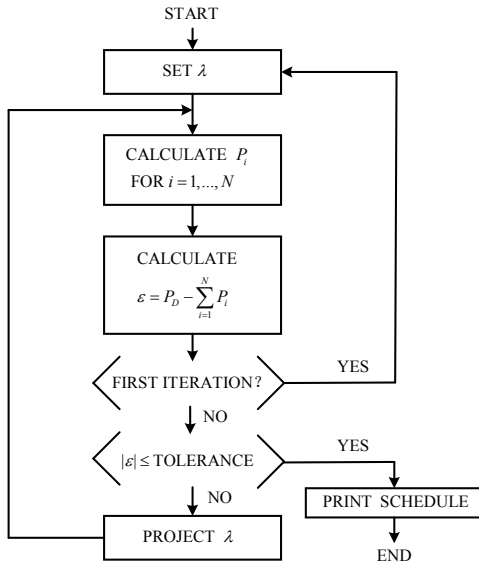 START
SET λ
CALCULATE P_i
FOR i = 1,..., N
CALCULATE
ε = P_D − ∑_{i=1}^{N} P_i
FIRST ITERATION?
YES
NO
|ε| ≤ TOLERANCE
YES
NO
PRINT SCHEDULE
PROJECT λ
END